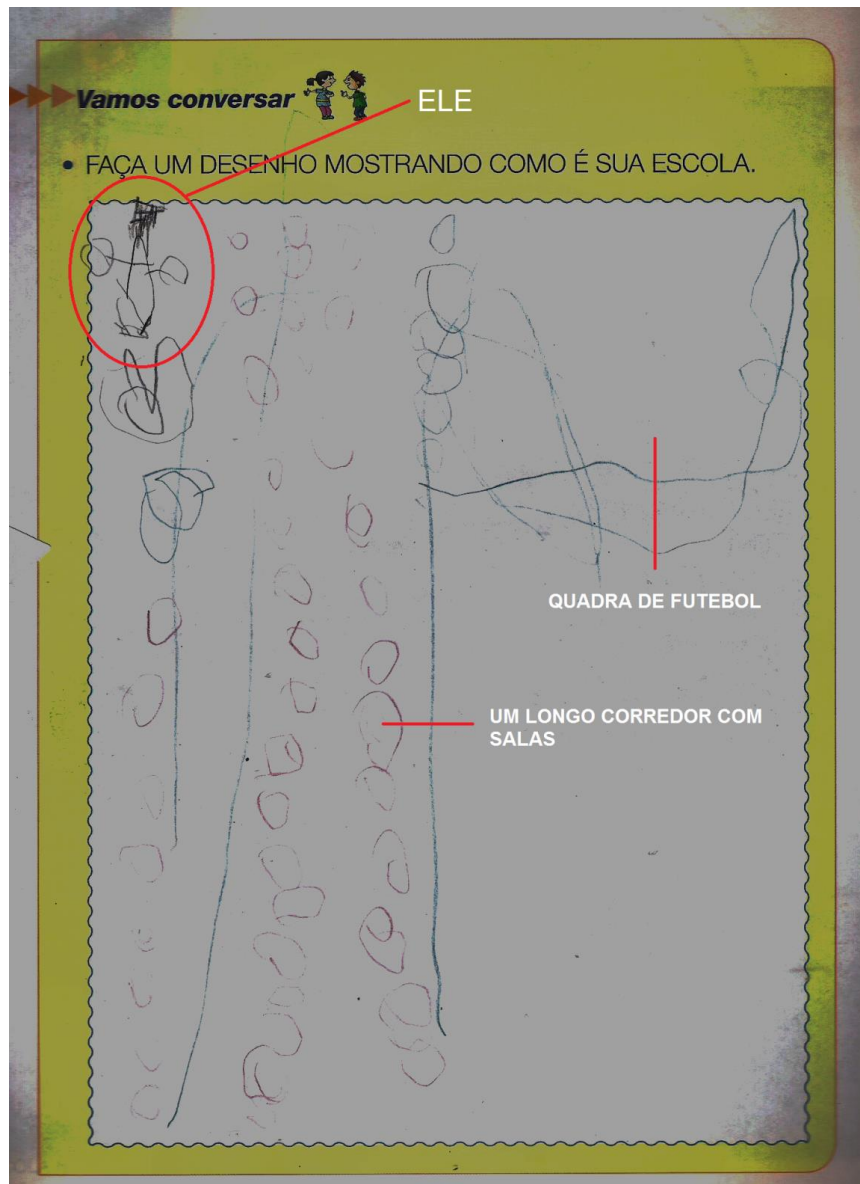 Vamos conversar
ELE
• FAÇA UM DESENHO MOSTRANDO COMO É SUA ESCOLA.
QUADRA DE FUTEBOL
UM LONGO CORREDOR COM
SALAS